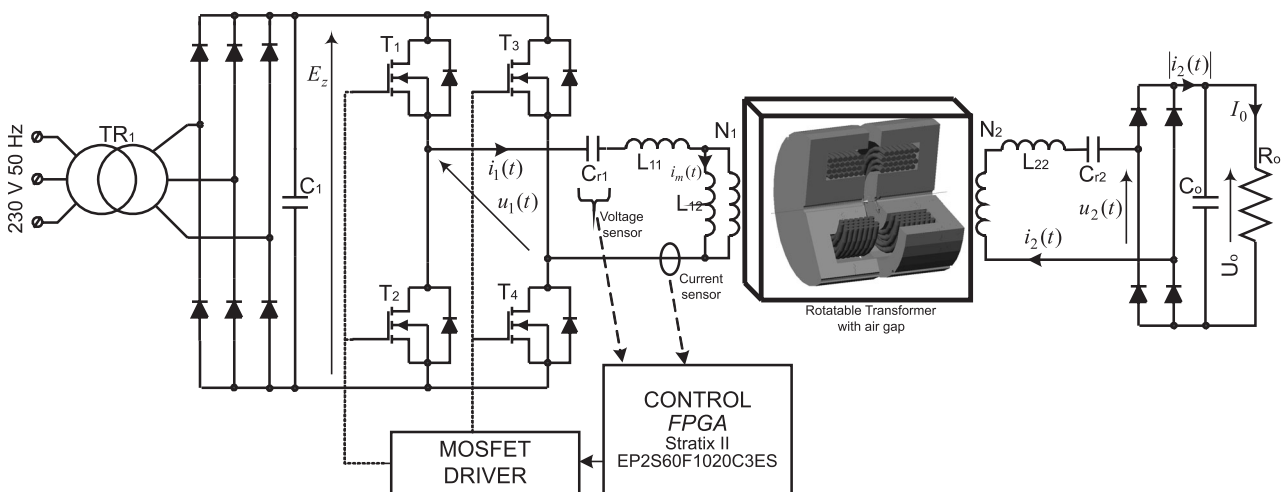 230 V 50 Hz
TR1
C1
Ez
T1
T3
T2
T4
i1(t)
u1(t)
Cr1
L11
im(t)
L12
N1
Voltage
sensor
Current
sensor
Rotatable Transformer
with air gap
N2
L22
Cr2
u2(t)
i2(t)
|i2(t)|
Co
Uo
I0
Ro
MOSFET
DRIVER
CONTROL
FPGA
Stratix II
EP2S60F1020C3ES